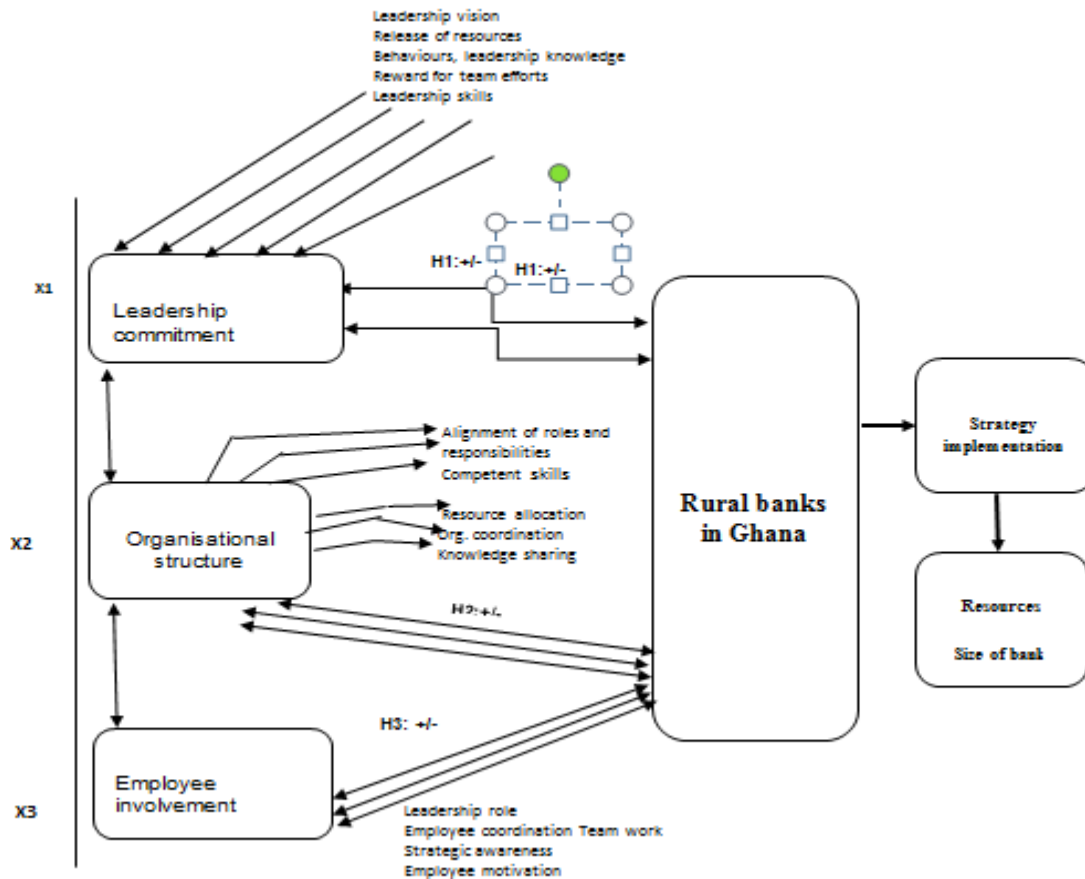 Leadership vision
Release of resources
Behaviours, leadership knowledge
Reward for team efforts
Leadership skills
H1:+/-
H1:+/-
X1
Leadership
commitment
Rural banks
in Ghana
Strategy
implementation
Alignment of roles and
responsibilities
Competent skills
X2
Organisational
structure
Resource allocation
Org. coordination
Knowledge sharing
H2:+/-
Resources
Size of bank
H3: +/-
X3
Employee
involvement
Leadership role
Employee coordination Team work
Strategic awareness
Employee motivation